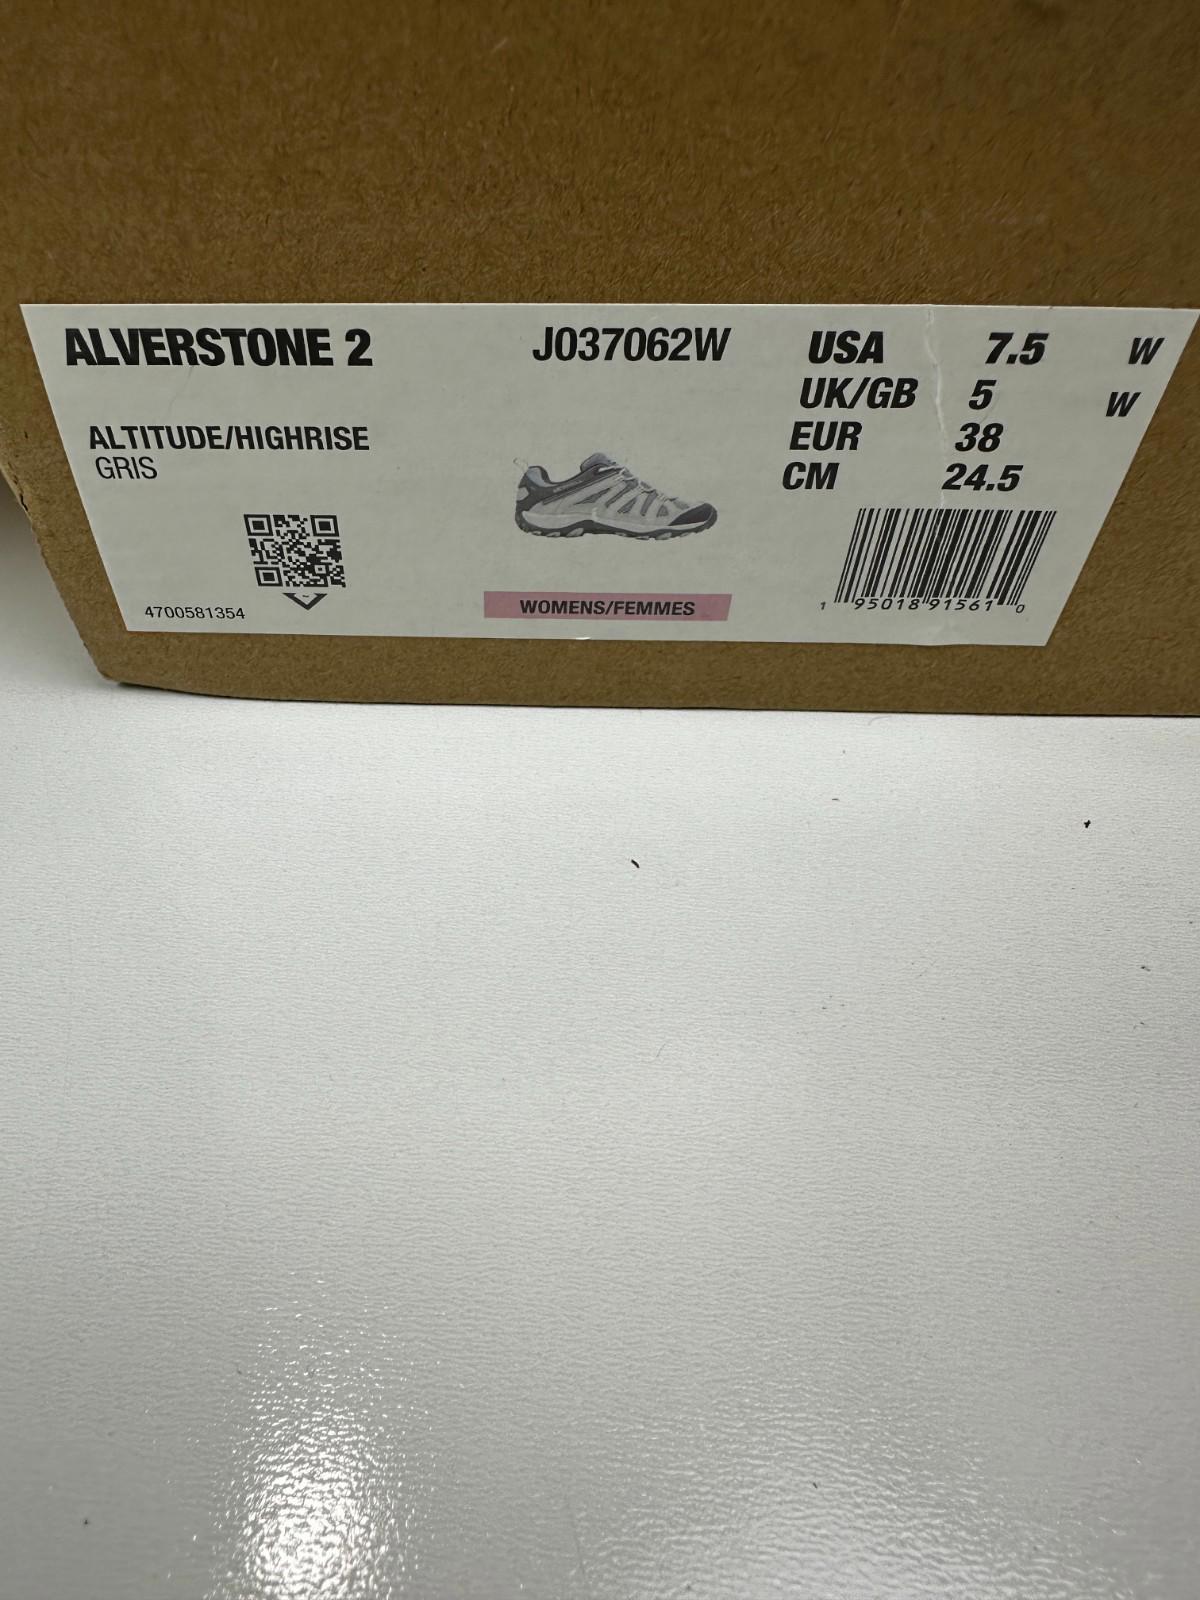 ALVERSTONE 2
J037062W
USA 7.5 W
UK/GB 5 W
EUR 38
CM 24.5
ALTITUDE/HIGHRISE
GRIS
4700581354
WOMENS/FEMMES
1 95018 91561 0